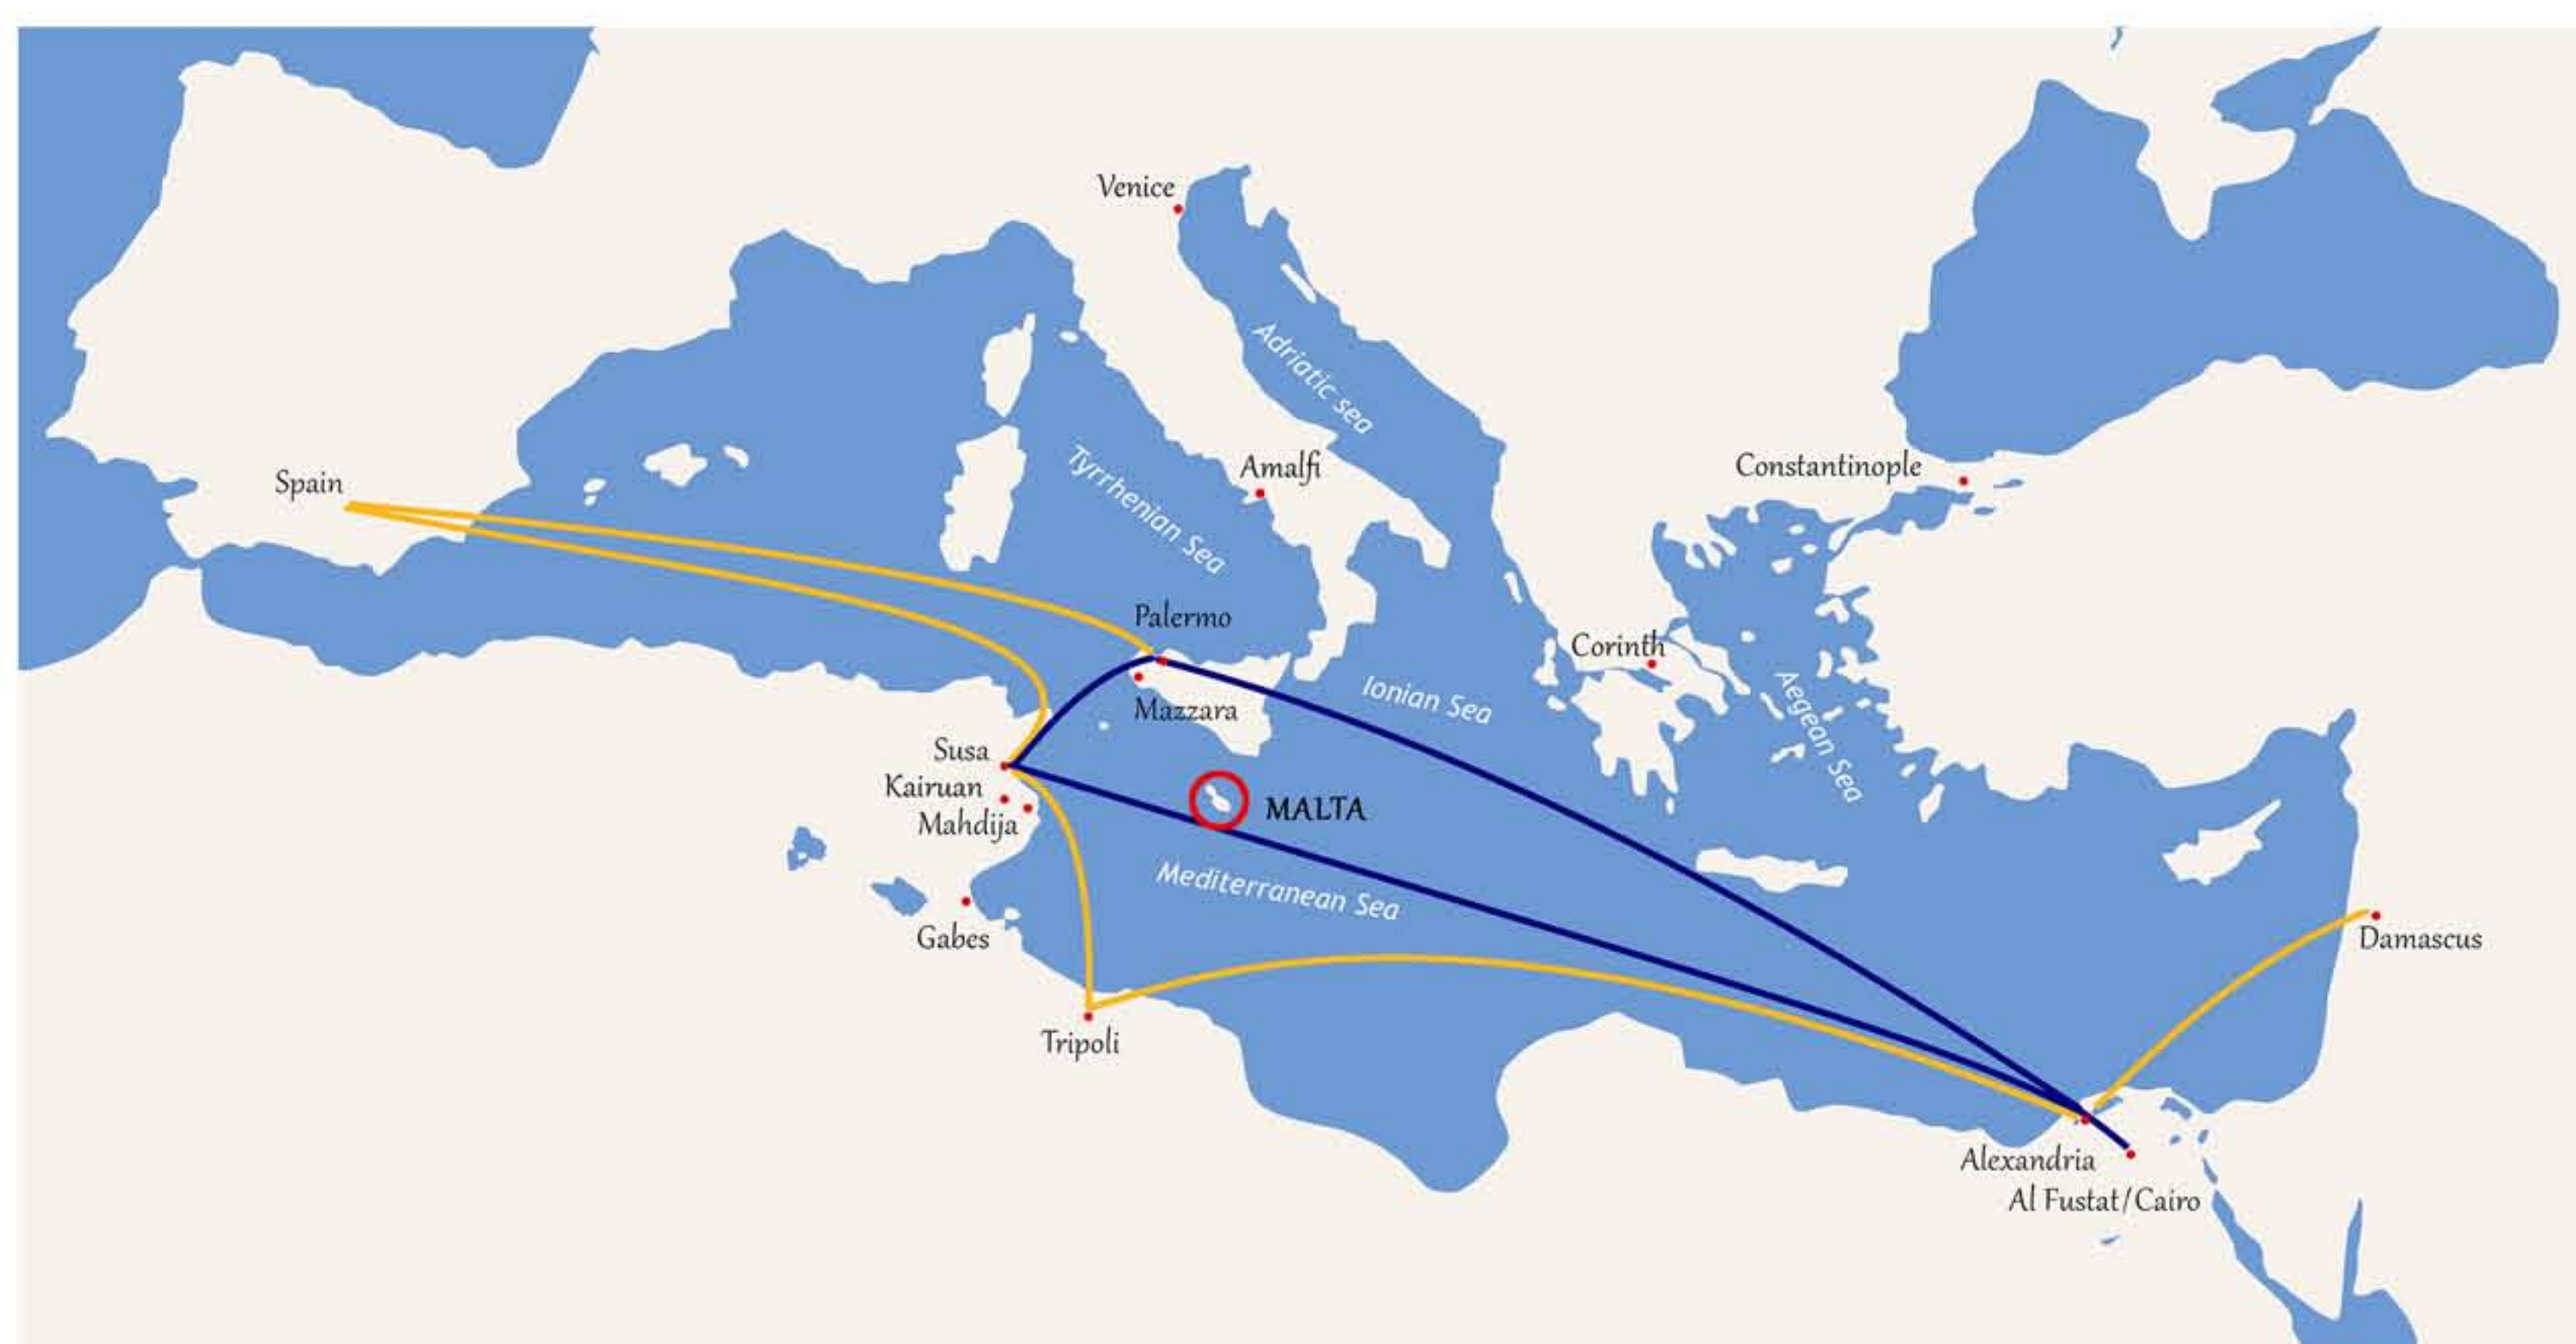 Venice
Adriatic sea
Tyrrhenian Sea
Amalfi
Constantinople
Spain
Palermo
Corinth
Ionian Sea
Aegean Sea
Mazzara
Susa
Kairuan
MALTA
Mahdija
Mediterranean Sea
Gabes
Damascus
Tripoli
Alexandria
Al Fustat/Cairo